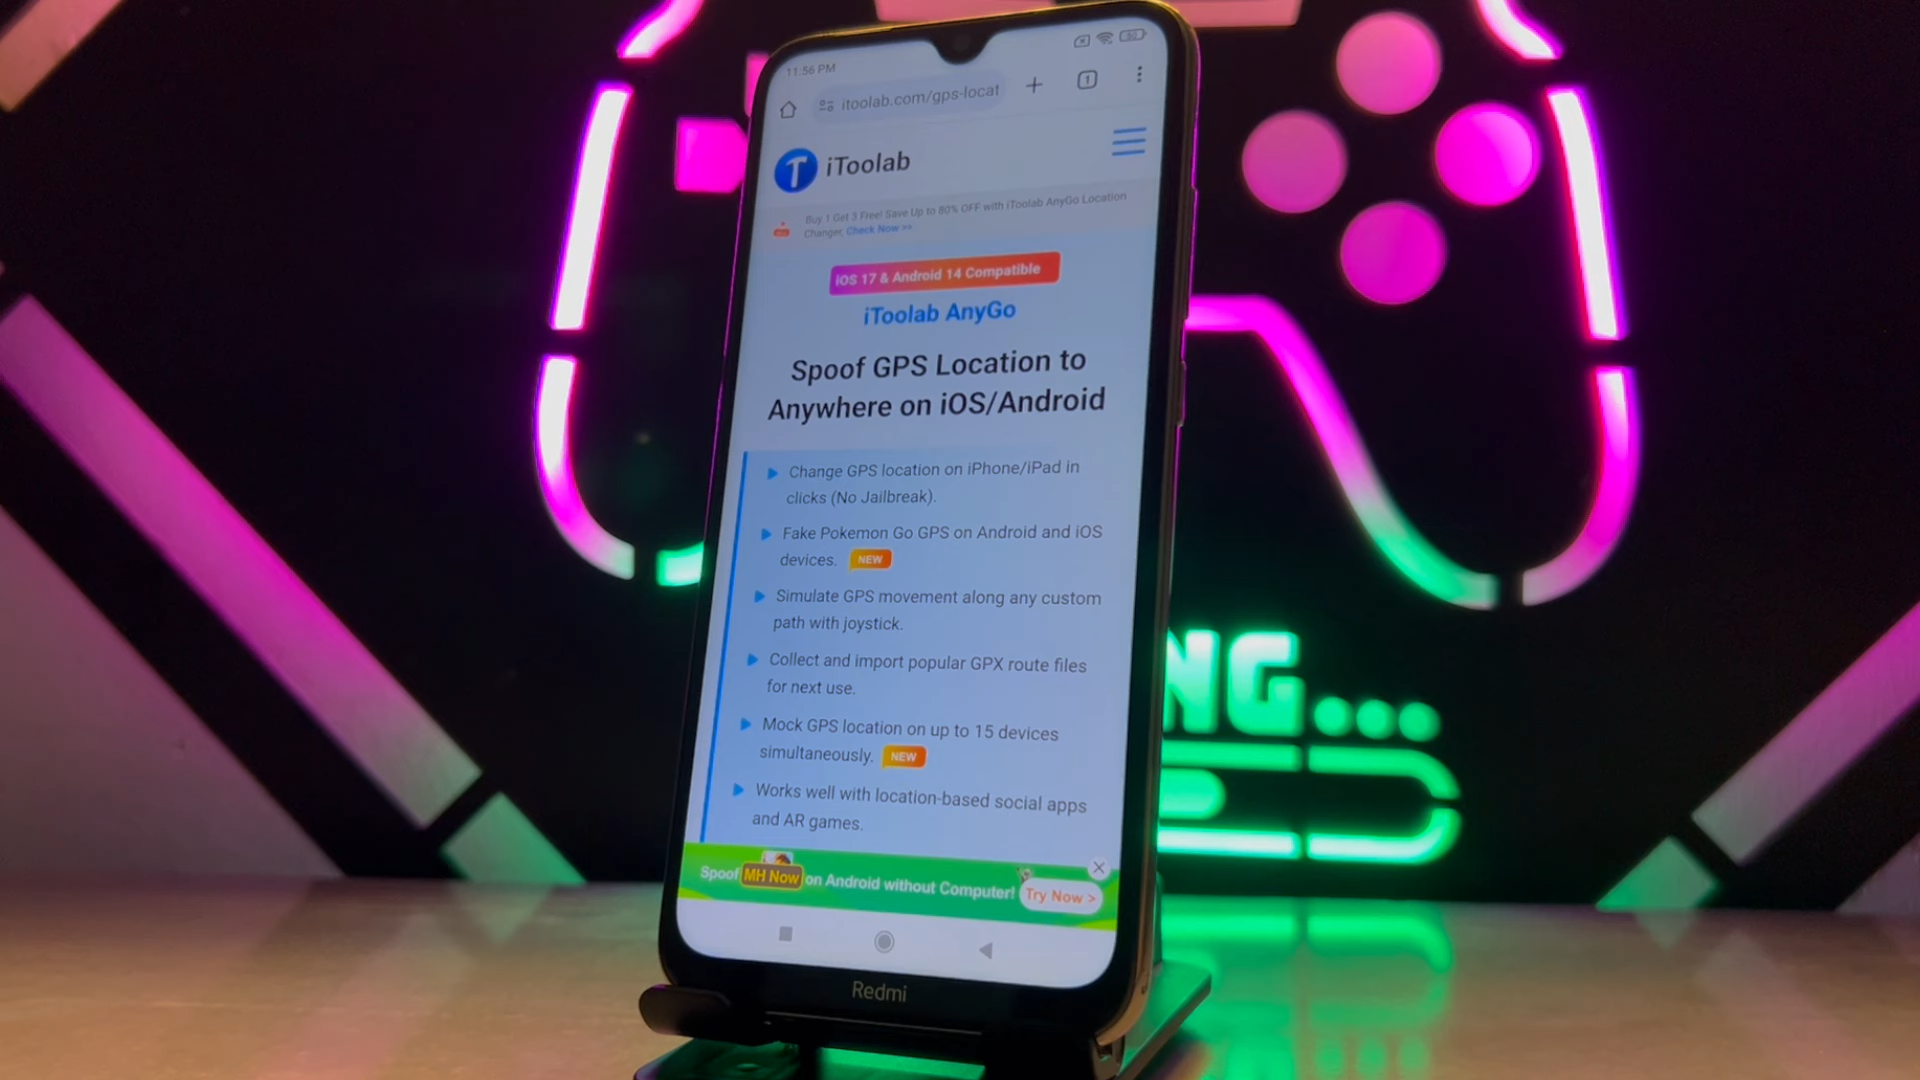 11:56 PM
itoolab.com/gps-locat
1
iToolab
Buy 1 Get 3 Free! Save Up to 80% OFF with iToolab AnyGo Location
Changer, Check Now >>
iOS 17 & Android 14 Compatible
iToolab AnyGo
Spoof GPS Location to
Anywhere on iOS/Android
Change GPS location on iPhone/iPad in
clicks (No Jailbreak).
Fake Pokemon Go GPS on Android and iOS
devices. NEW
Simulate GPS movement along any custom
path with joystick.
Collect and import popular GPX route files
for next use.
Mock GPS location on up to 15 devices
simultaneously. NEW
Works well with location-based social apps
and AR games.
Spoof MH Now on Android without Computer! Try Now >
Redmi
NG...